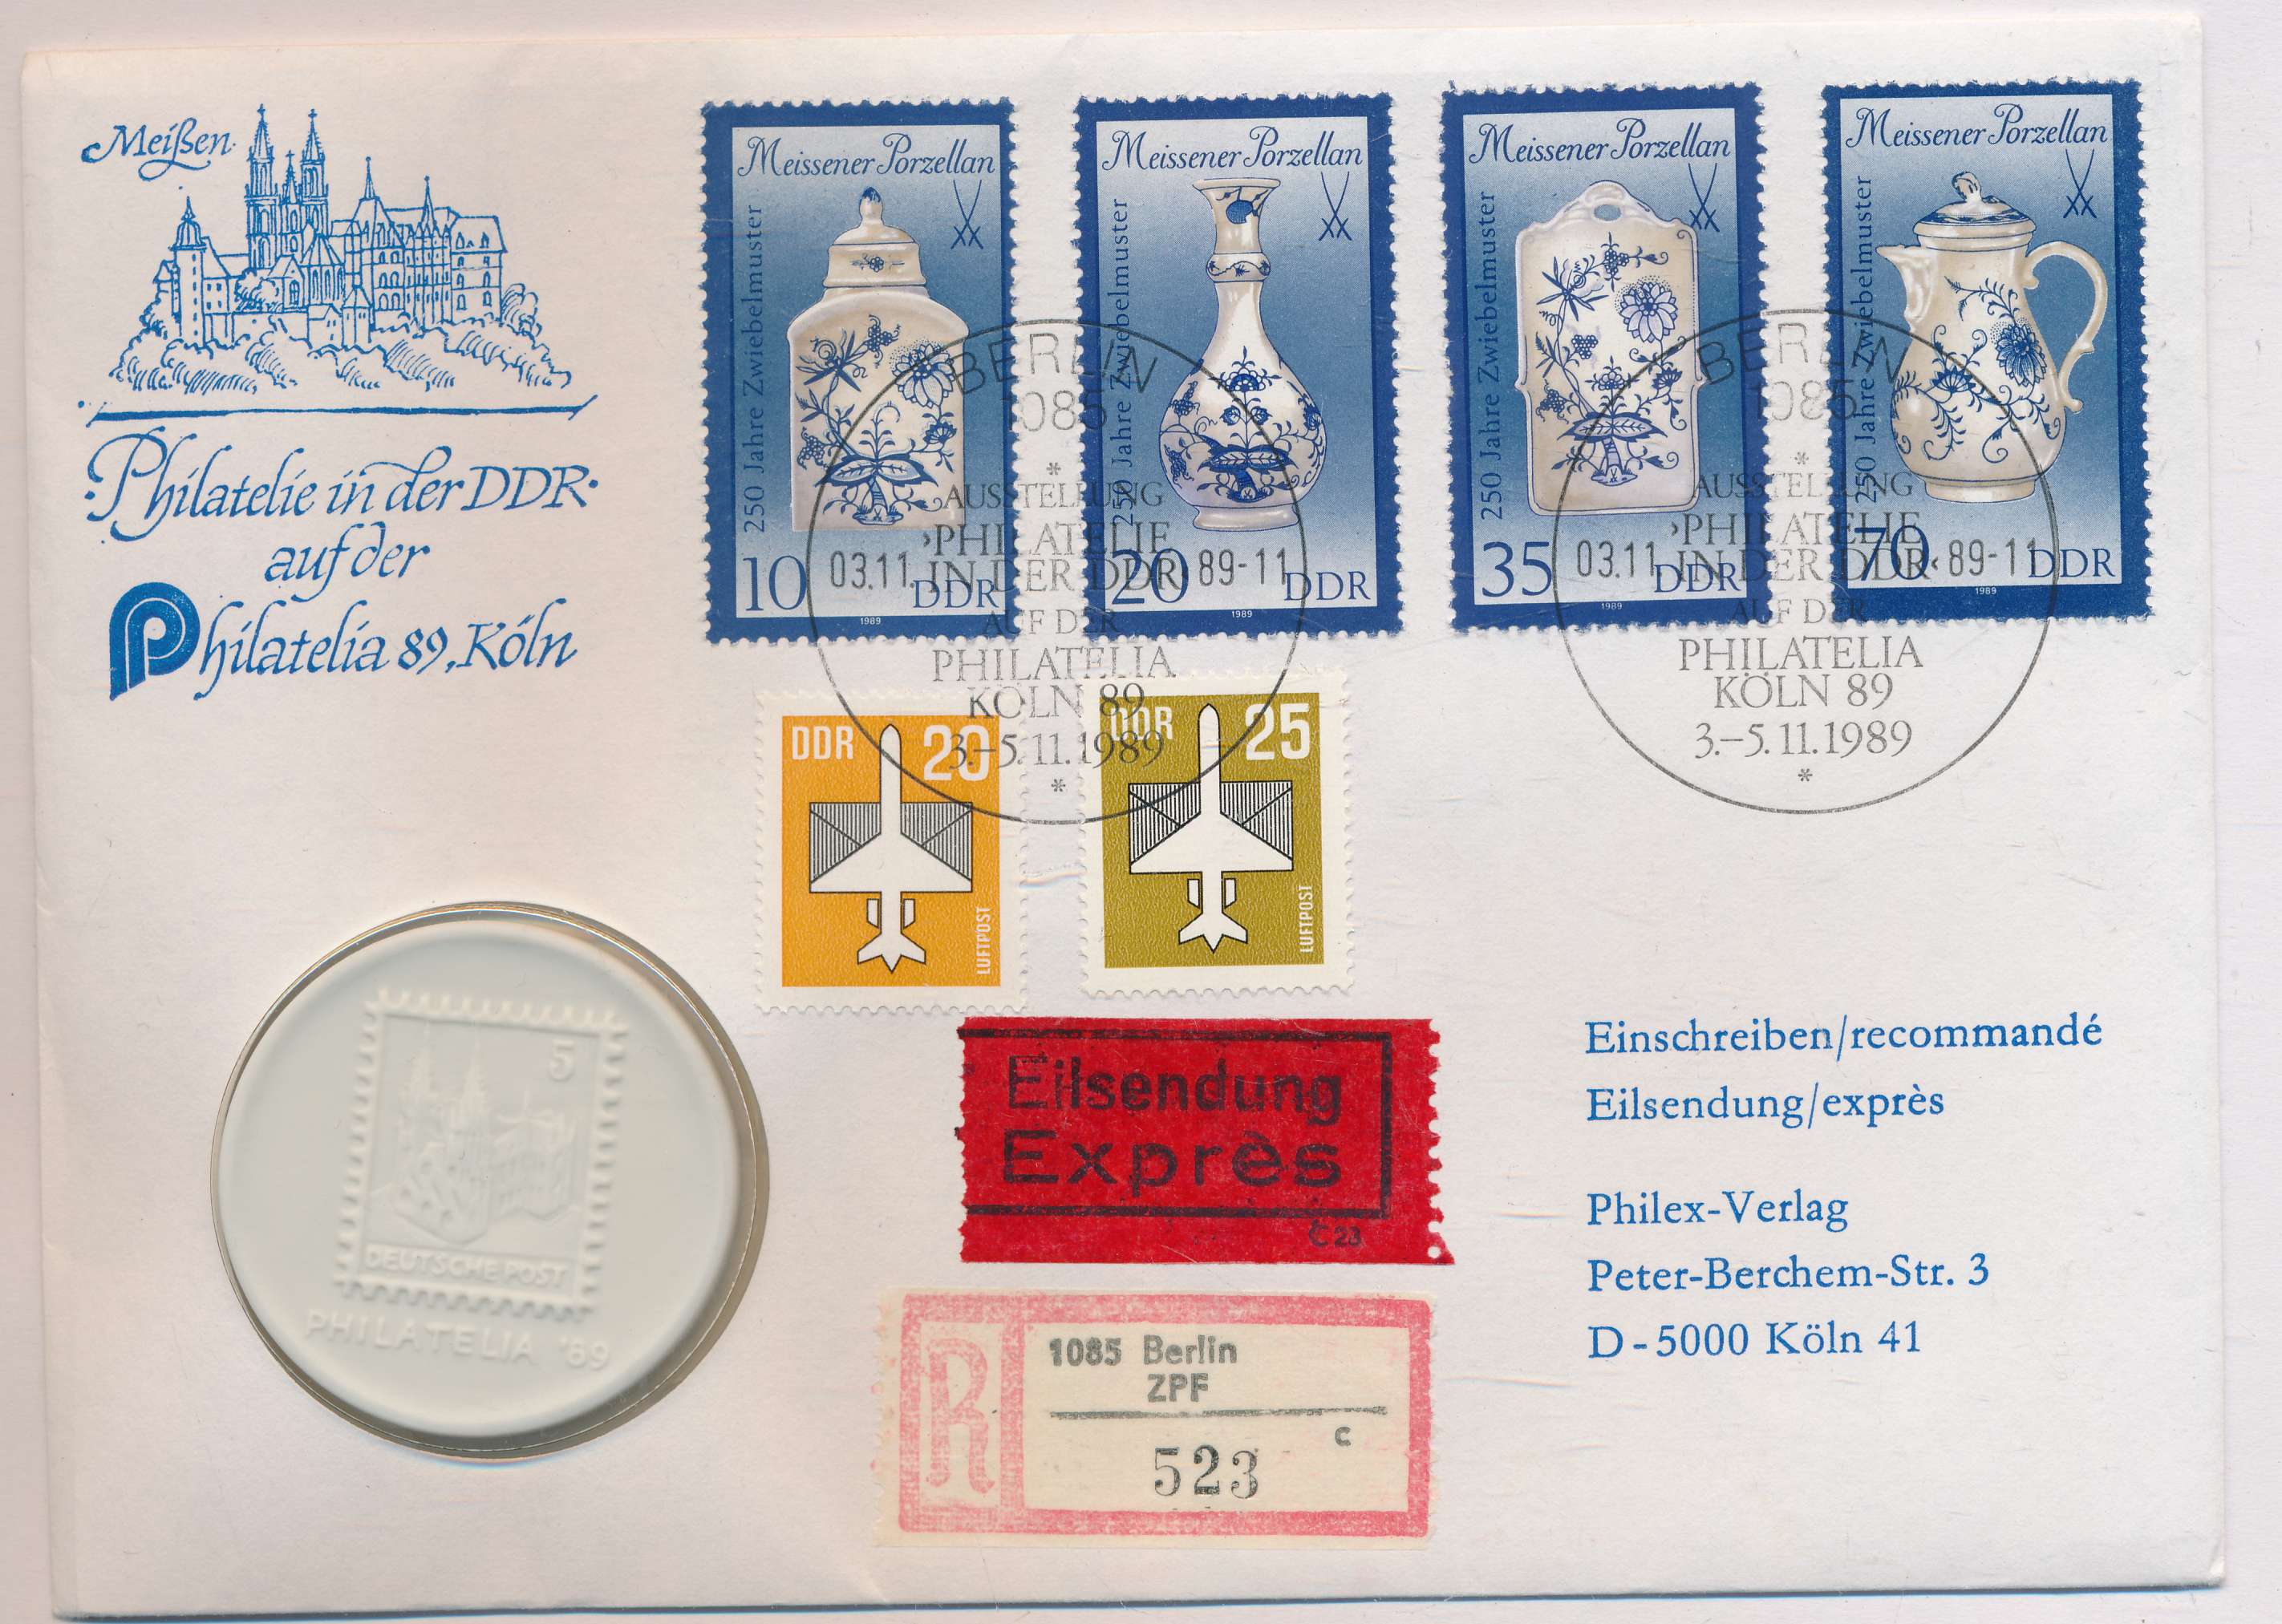 Meißen
Philatelie in der DDR
auf der
Philatelia 89, Köln
Meissener Porzellan
250 Jahre Zwiebelmuster
10 DDR
1989
Meissener Porzellan
250 Jahre Zwiebelmuster
20 DDR
1989
Meissener Porzellan
250 Jahre Zwiebelmuster
35 DDR
1989
Meissener Porzellan
250 Jahre Zwiebelmuster
70 DDR
1989
BERLIN
1085
*
AUSSTELLUNG
›PHILATELIE
03.11. IN DER DDR‹ 89-11
AUF DER
PHILATELIA
KÖLN 89
3.–5.11.1989
*
BERLIN
1085
*
AUSSTELLUNG
›PHILATELIE
03.11. IN DER DDR‹ 89-11
AUF DER
PHILATELIA
KÖLN 89
3.–5.11.1989
*
DDR 20
LUFTPOST
DDR 25
LUFTPOST
5
DEUTSCHE POST
PHILATELIA '89
Eilsendung
Exprès
C 23
R
1085 Berlin
ZPF
c
523
Einschreiben/recommandé
Eilsendung/exprès
Philex-Verlag
Peter-Berchem-Str. 3
D-5000 Köln 41